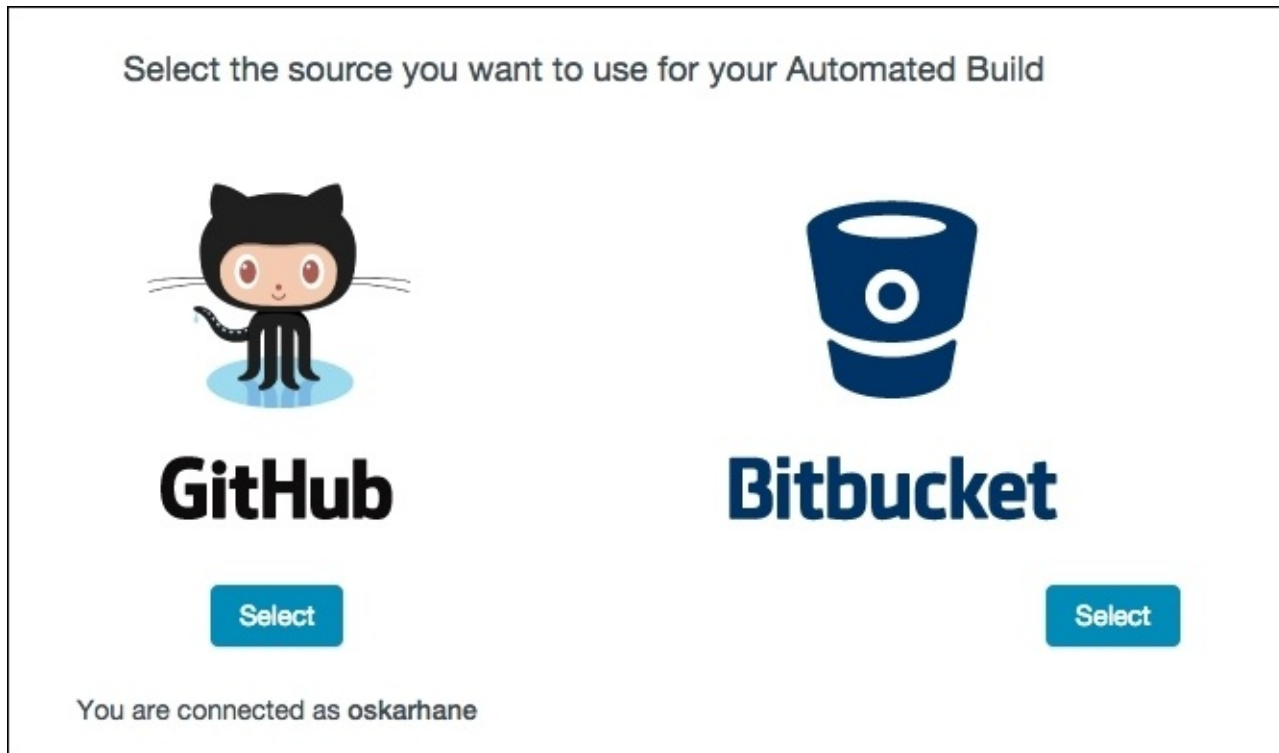 Select the source you want to use for your Automated Build
GitHub
Bitbucket
Select
Select
You are connected as oskarhane